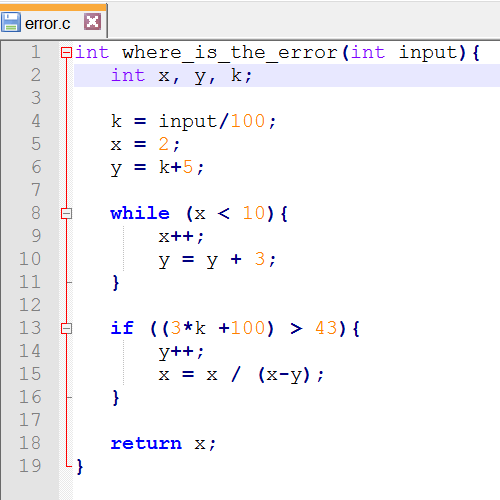 error.c
1 int where_is_the_error(int input){
2 int x, y, k;
3
4 k = input/100;
5 x = 2;
6 y = k+5;
7
8 while (x < 10){
9 x++;
10 y = y + 3;
11 }
12
13 if ((3*k +100) > 43){
14 y++;
15 x = x / (x-y);
16 }
17
18 return x;
19 }